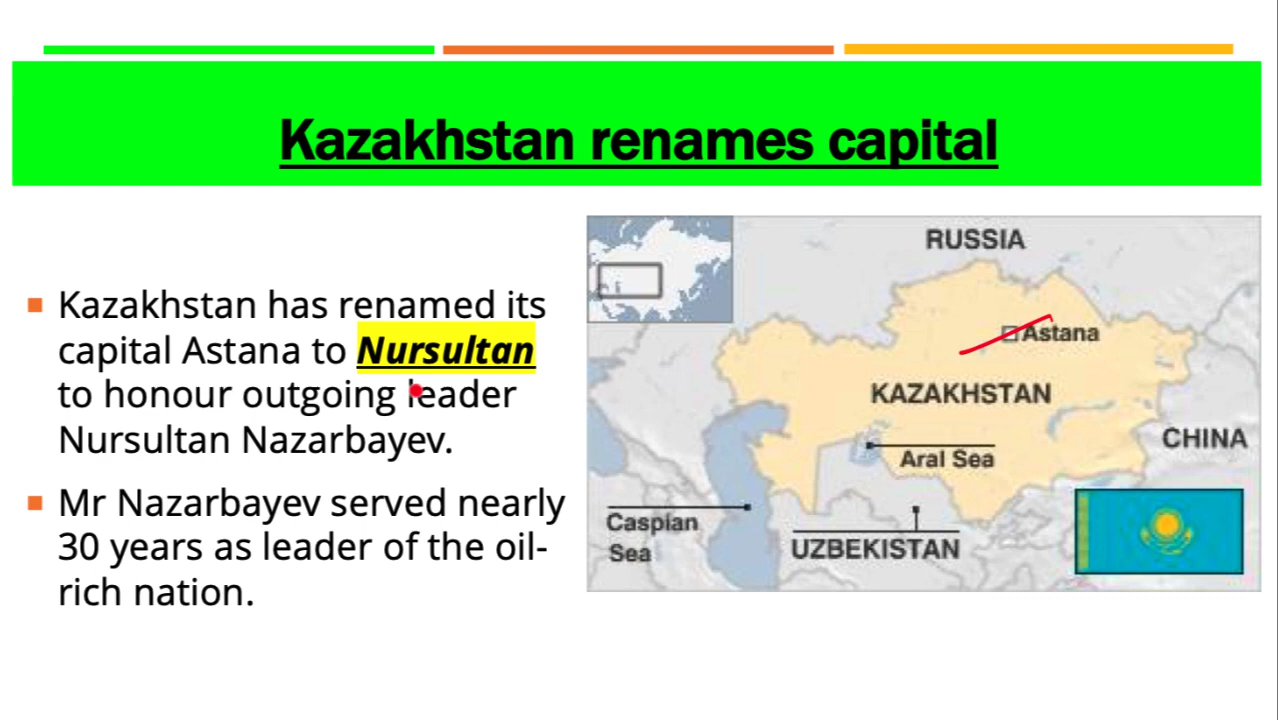 Kazakhstan renames capital
Kazakhstan has renamed its
capital Astana to Nursultan
to honour outgoing leader
Nursultan Nazarbayev.
Mr Nazarbayev served nearly
30 years as leader of the oil-
rich nation.
RUSSIA
Astana
KAZAKHSTAN
CHINA
Aral Sea
Caspian
Sea
UZBEKISTAN